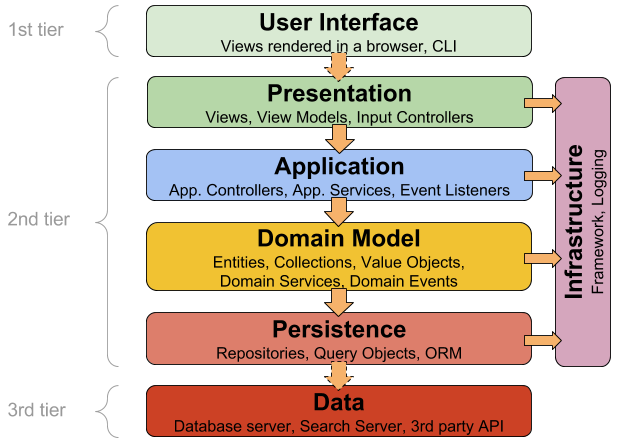 1st tier
User Interface
Views rendered in a browser, CLI
Presentation
Views, View Models, Input Controllers
Application
App. Controllers, App. Services, Event Listeners
2nd tier
Domain Model
Entities, Collections, Value Objects,
Domain Services, Domain Events
Persistence
Repositories, Query Objects, ORM
Infrastructure
Framework, Logging
3rd tier
Data
Database server, Search Server, 3rd party API